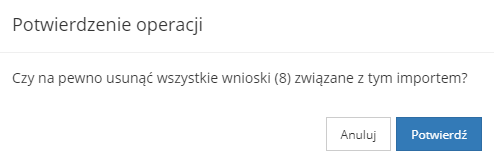 Potwierdzenie operacji
Czy na pewno usunąć wszystkie wnioski (8) związane z tym importem?
Anuluj
Potwierdź